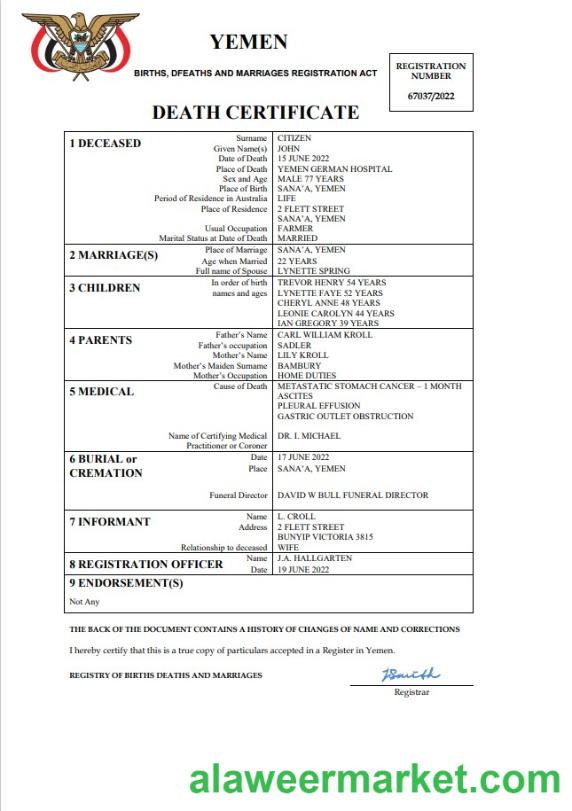 YEMEN
BIRTHS, DFEATHS AND MARRIAGES REGISTRATION ACT
REGISTRATION
NUMBER
67037/2022
DEATH CERTIFICATE
1 DECEASED
Surname CITIZEN
Given Name(s) JOHN
Date of Death 15 JUNE 2022
Place of Death YEMEN GERMAN HOSPITAL
Sex and Age MALE 77 YEARS
Place of Birth SANA'A, YEMEN
Period of Residence in Australia LIFE
Place of Residence 2 FLETT STREET
SANA'A, YEMEN
Usual Occupation FARMER
Marital Status at Date of Death MARRIED
2 MARRIAGE(S)
Place of Marriage SANA'A, YEMEN
Age when Married 22 YEARS
Full name of Spouse LYNETTE SPRING
3 CHILDREN
In order of birth TREVOR HENRY 54 YEARS
names and ages LYNETTE FAYE 52 YEARS
CHERYL ANNE 48 YEARS
LEONIE CAROLYN 44 YEARS
IAN GREGORY 39 YEARS
4 PARENTS
Father's Name CARL WILLIAM KROLL
Father's occupation SADLER
Mother's Name LILY KROLL
Mother's Maiden Surname BAMBURY
Mother's Occupation HOME DUTIES
5 MEDICAL
Cause of Death METASTATIC STOMACH CANCER – 1 MONTH
ASCITES
PLEURAL EFFUSION
GASTRIC OUTLET OBSTRUCTION
Name of Certifying Medical DR. I. MICHAEL
Practitioner or Coroner
6 BURIAL or
CREMATION
Date 17 JUNE 2022
Place SANA'A, YEMEN
Funeral Director DAVID W BULL FUNERAL DIRECTOR
7 INFORMANT
Name L. CROLL
Address 2 FLETT STREET
BUNYIP VICTORIA 3815
Relationship to deceased WIFE
8 REGISTRATION OFFICER
Name J.A. HALLGARTEN
Date 19 JUNE 2022
9 ENDORSEMENT(S)
Not Any
THE BACK OF THE DOCUMENT CONTAINS A HISTORY OF CHANGES OF NAME AND CORRECTIONS
I hereby certify that this is a true copy of particulars accepted in a Register in Yemen.
REGISTRY OF BIRTHS DEATHS AND MARRIAGES
JSmith
Registrar
alaweermarket.com